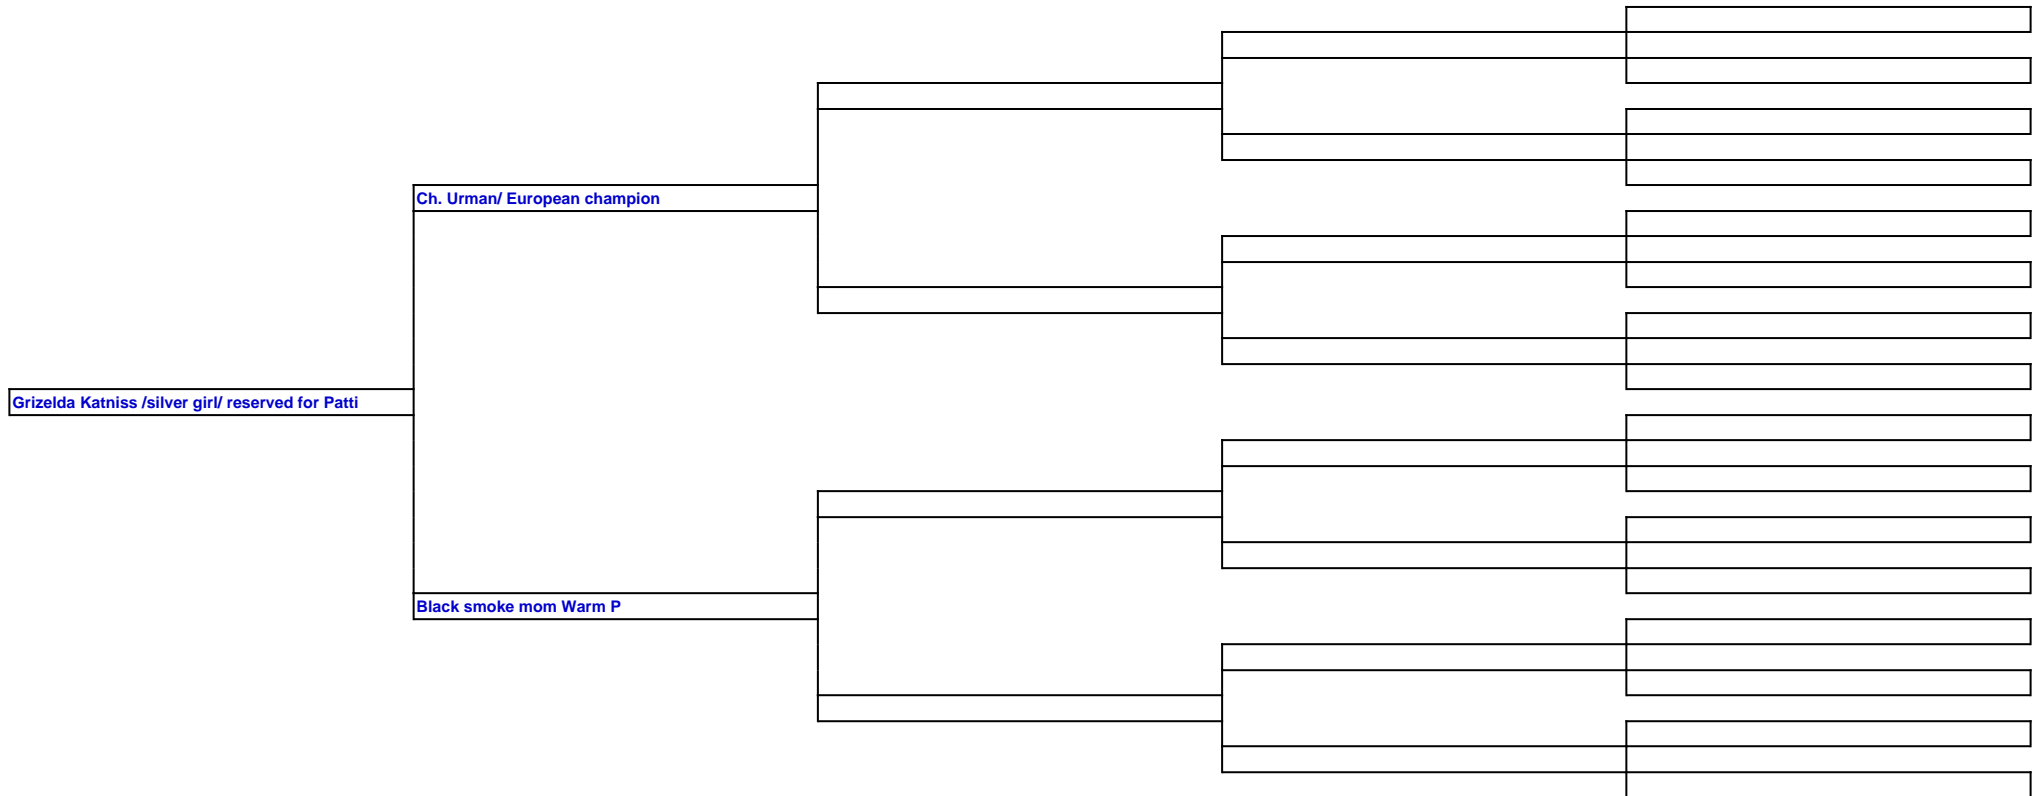 Ch. Urman/ European champion
Grizelda Katniss /silver girl/ reserved for Patti
Black smoke mom Warm P